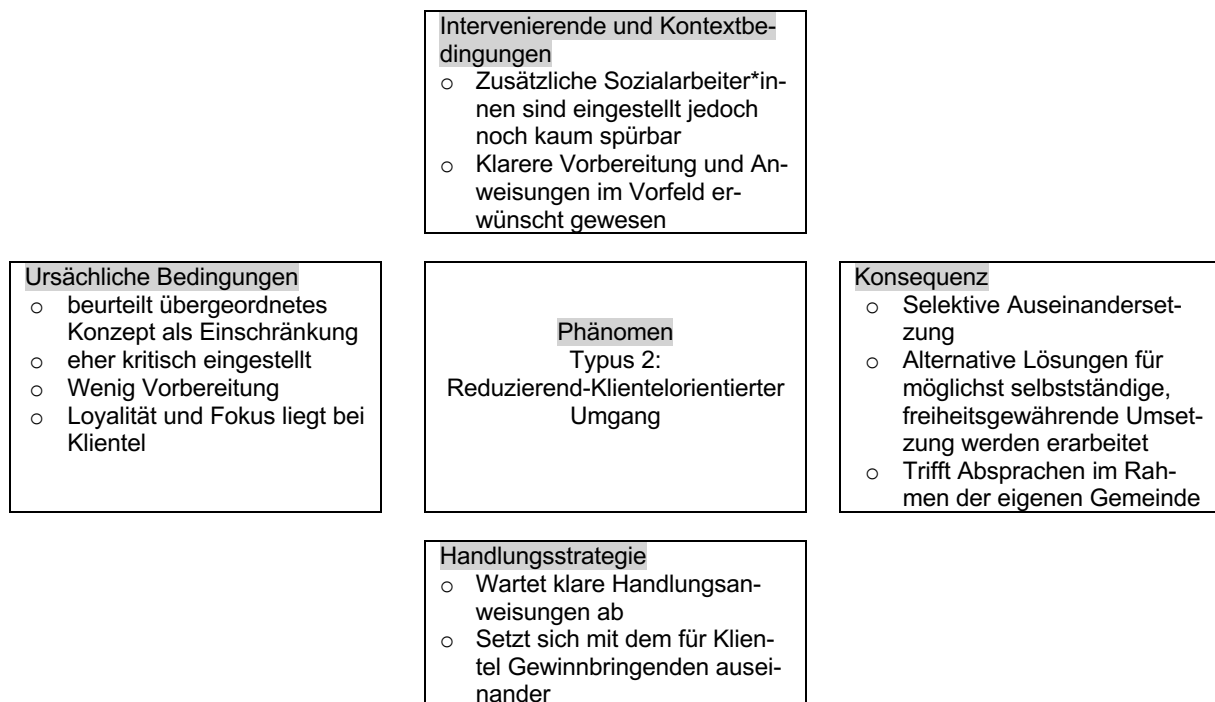 Intervenierende und Kontextbe-
dingungen
o Zusätzliche Sozialarbeiter*in-
nen sind eingestellt jedoch
noch kaum spürbar
o Klarere Vorbereitung und An-
weisungen im Vorfeld er-
wünscht gewesen
Ursächliche Bedingungen
o beurteilt übergeordnetes
Konzept als Einschränkung
o eher kritisch eingestellt
o Wenig Vorbereitung
o Loyalität und Fokus liegt bei
Klientel
Phänomen
Typus 2:
Reduzierend-Klientelorientierter
Umgang
Konsequenz
o Selektive Auseinanderset-
zung
o Alternative Lösungen für
möglichst selbstständige,
freiheitsgewährende Umset-
zung werden erarbeitet
o Trifft Absprachen im Rah-
men der eigenen Gemeinde
Handlungsstrategie
o Wartet klare Handlungsan-
weisungen ab
o Setzt sich mit dem für Klien-
tel Gewinnbringenden ausei-
nander